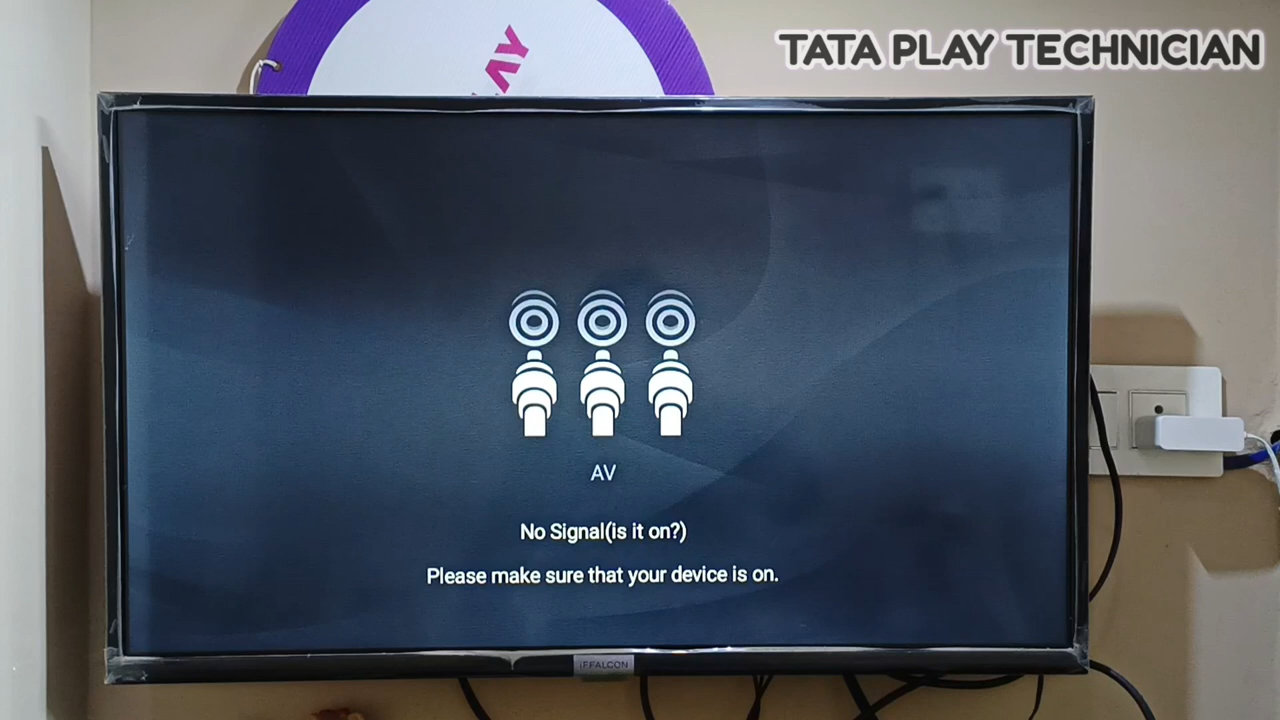 TATA PLAY TECHNICIAN
AV
No Signal(is it on?)
Please make sure that your device is on.
iFFALCON